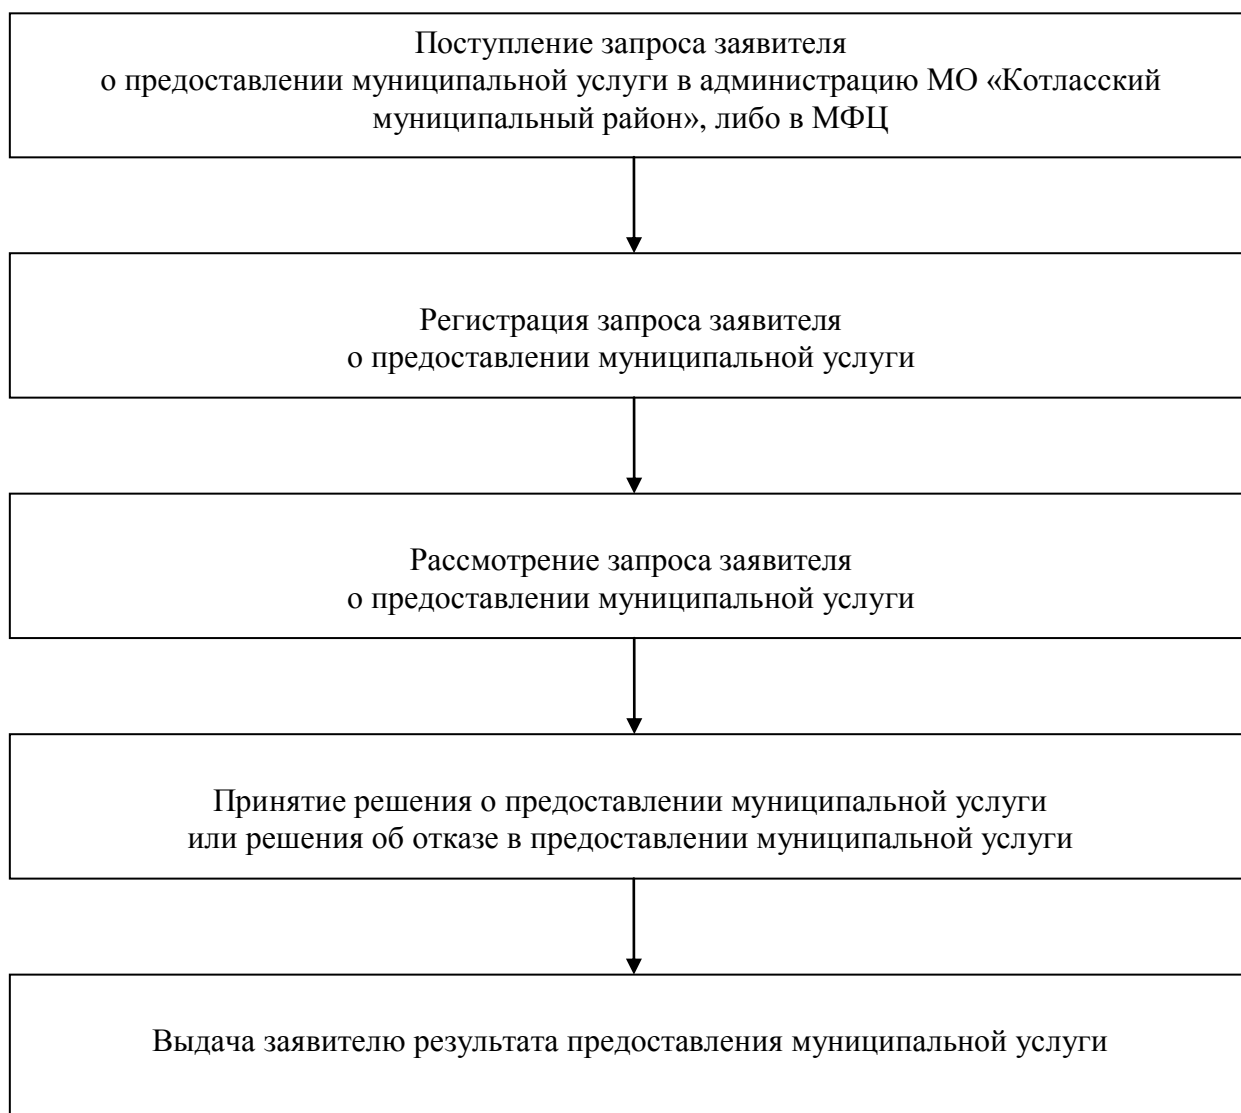 Поступление запроса заявителя
о предоставлении муниципальной услуги в администрацию МО «Котласский
муниципальный район», либо в МФЦ
Регистрация запроса заявителя
о предоставлении муниципальной услуги
Рассмотрение запроса заявителя
о предоставлении муниципальной услуги
Принятие решения о предоставлении муниципальной услуги
или решения об отказе в предоставлении муниципальной услуги
Выдача заявителю результата предоставления муниципальной услуги